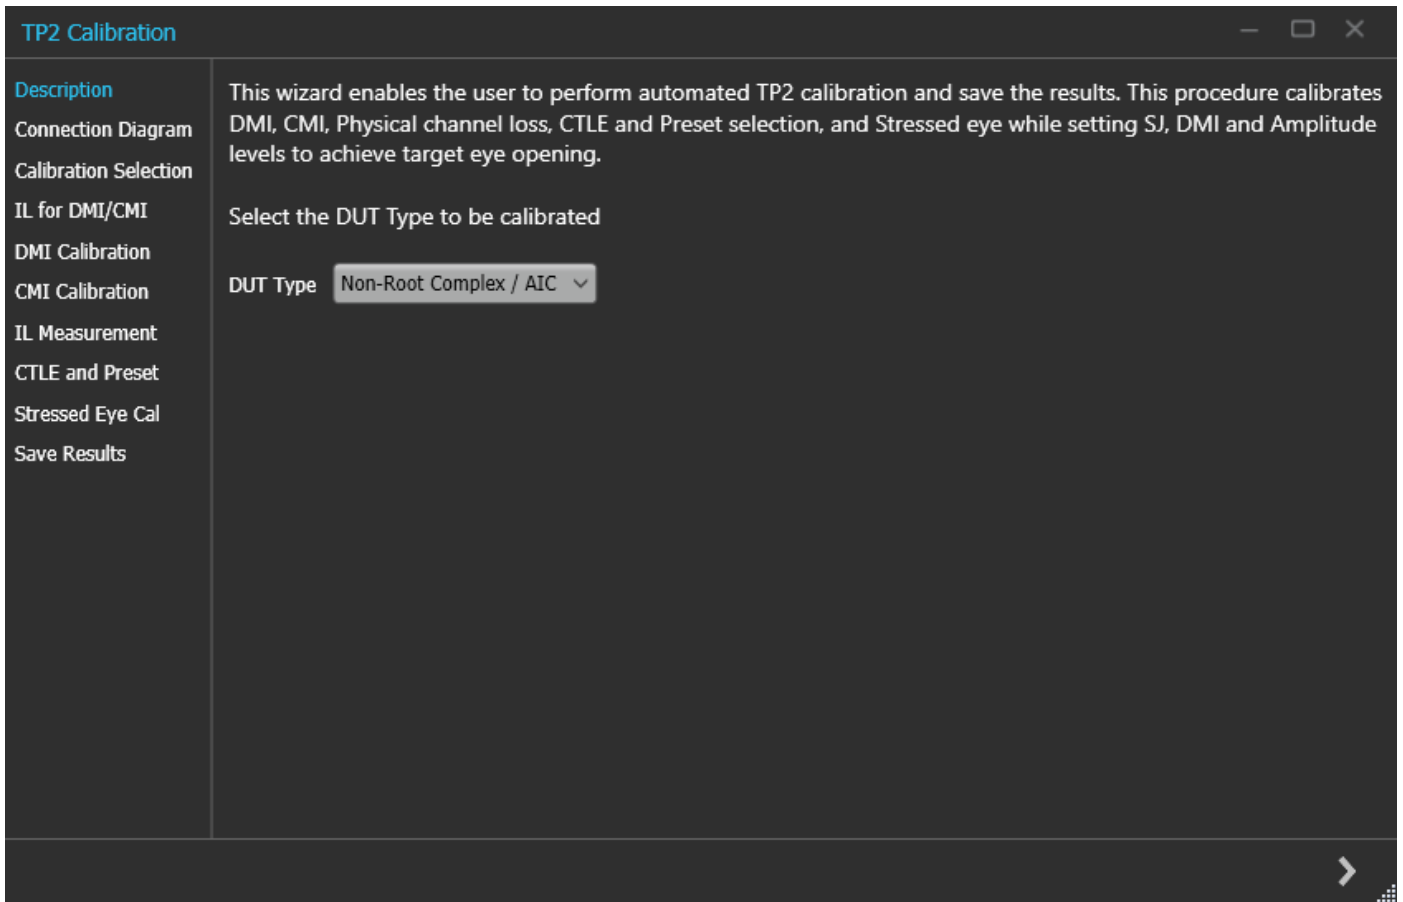 TP2 Calibration
Description
Connection Diagram
Calibration Selection
IL for DMI/CMI
DMI Calibration
CMI Calibration
IL Measurement
CTLE and Preset
Stressed Eye Cal
Save Results
This wizard enables the user to perform automated TP2 calibration and save the results. This procedure calibrates
DMI, CMI, Physical channel loss, CTLE and Preset selection, and Stressed eye while setting SJ, DMI and Amplitude
levels to achieve target eye opening.
Select the DUT Type to be calibrated
DUT Type Non-Root Complex / AIC